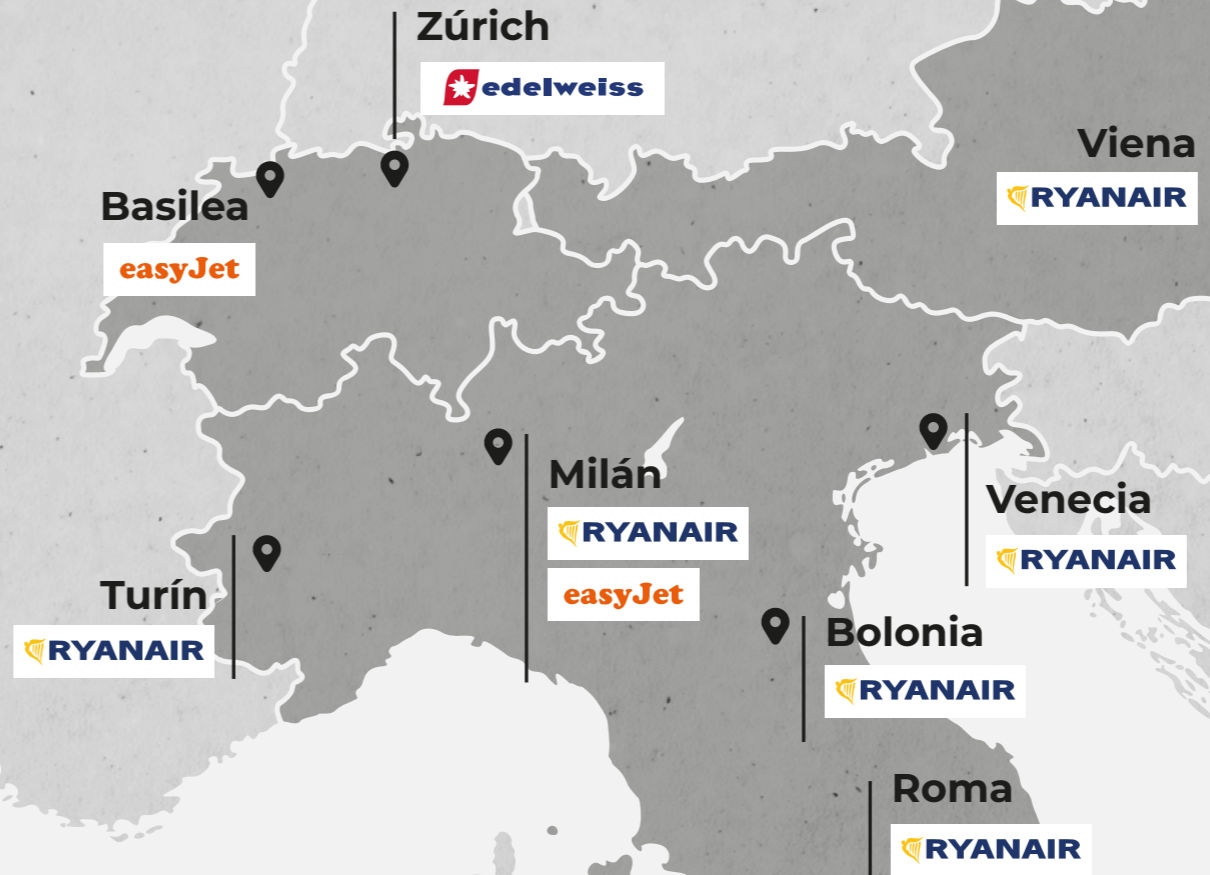 Zúrich
edelweiss
Viena
RYANAIR
Basilea
easyJet
Milán
RYANAIR
easyJet
Venecia
RYANAIR
Turín
RYANAIR
Bolonia
RYANAIR
Roma
RYANAIR